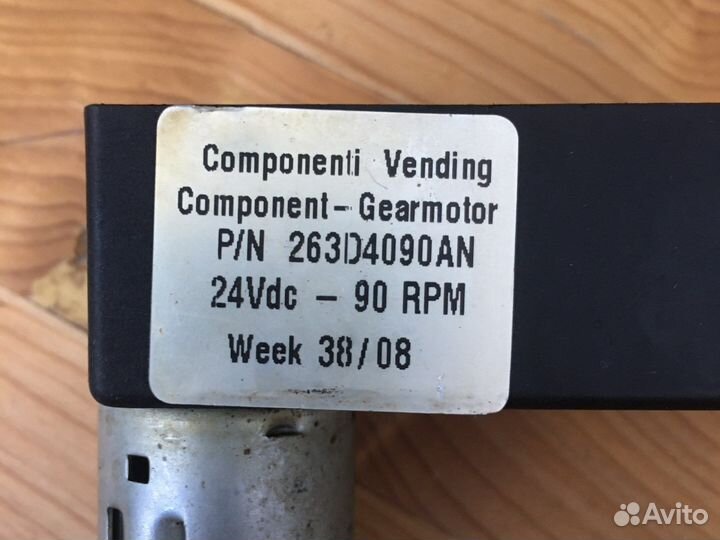 Componenti Vending
Component - Gearmotor
P/N 263D4090AN
24Vdc - 90 RPM
Week 38/08
Avito